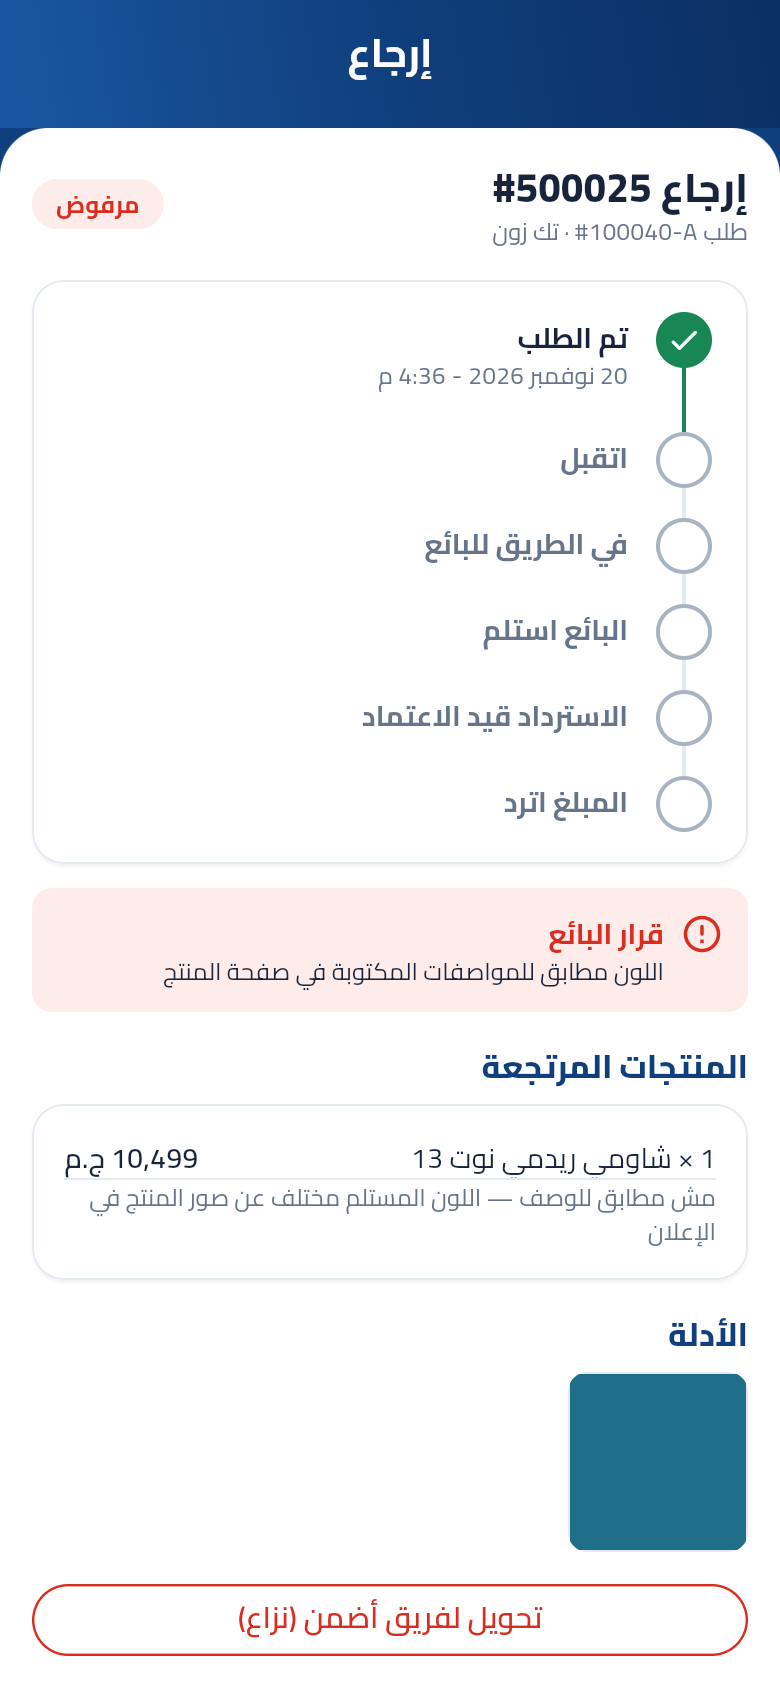 إرجاع
إرجاع 500025#
مرفوض
طلب 100040-A# · تك زون
تم الطلب
20 نوفمبر 2026 - 4:36 م
اتقبل
في الطريق للبائع
البائع استلم
الاسترداد قيد الاعتماد
المبلغ اترد
قرار البائع
اللون مطابق للمواصفات المكتوبة في صفحة المنتج
المنتجات المرتجعة
1 × شاومي ريدمي نوت 13
10,499 ج.م
مش مطابق للوصف — اللون المستلم مختلف عن صور المنتج في
الإعلان
الأدلة
تحويل لفريق أضمن (نزاع)